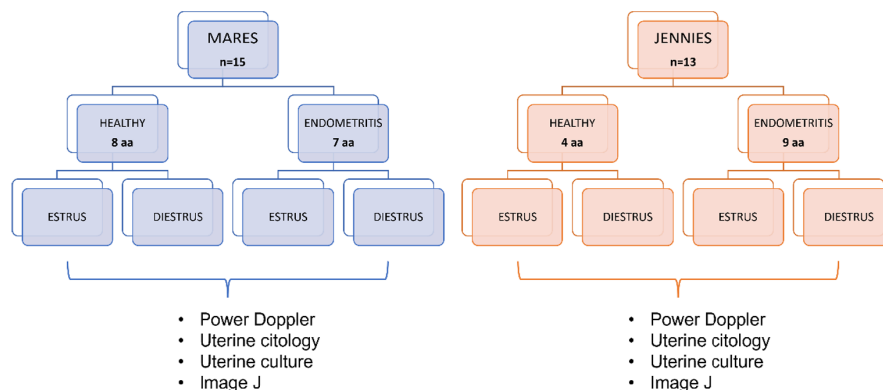 MARES
n=15
HEALTHY
8 aa
ENDOMETRITIS
7 aa
ESTRUS
DIESTRUS
ESTRUS
DIESTRUS
• Power Doppler
• Uterine citology
• Uterine culture
• Image J
JENNIES
n=13
HEALTHY
4 aa
ENDOMETRITIS
9 aa
ESTRUS
DIESTRUS
ESTRUS
DIESTRUS
• Power Doppler
• Uterine citology
• Uterine culture
• Image J